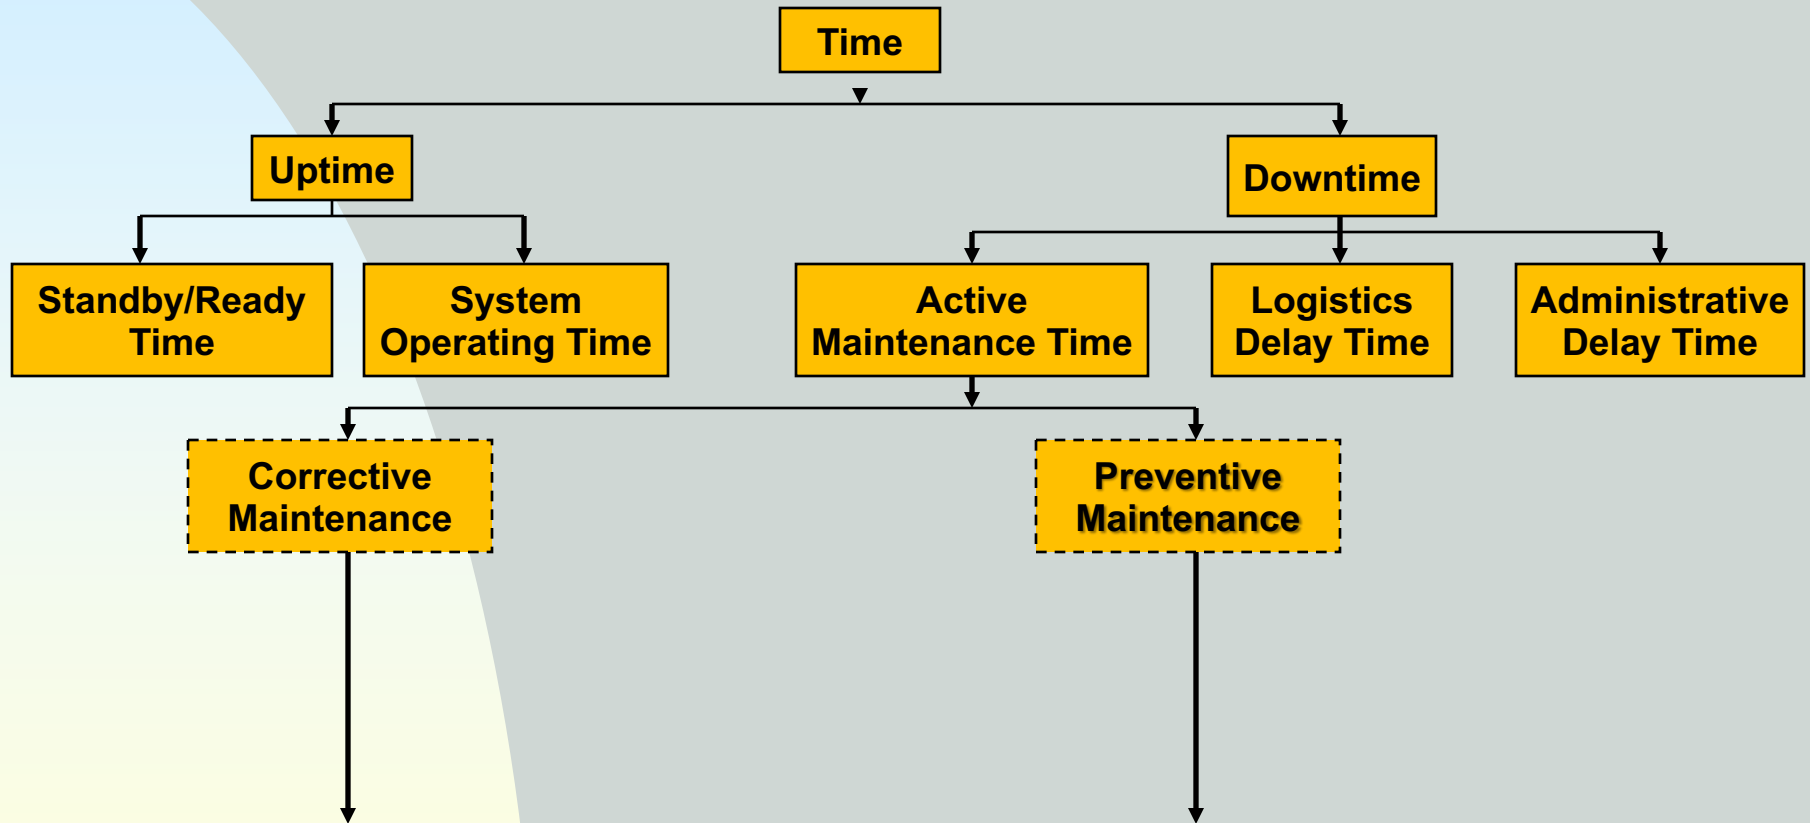 Time
Uptime
Downtime
Standby/Ready
Time
System
Operating Time
Active
Maintenance Time
Logistics
Delay Time
Administrative
Delay Time
Corrective
Maintenance
Preventive
Maintenance